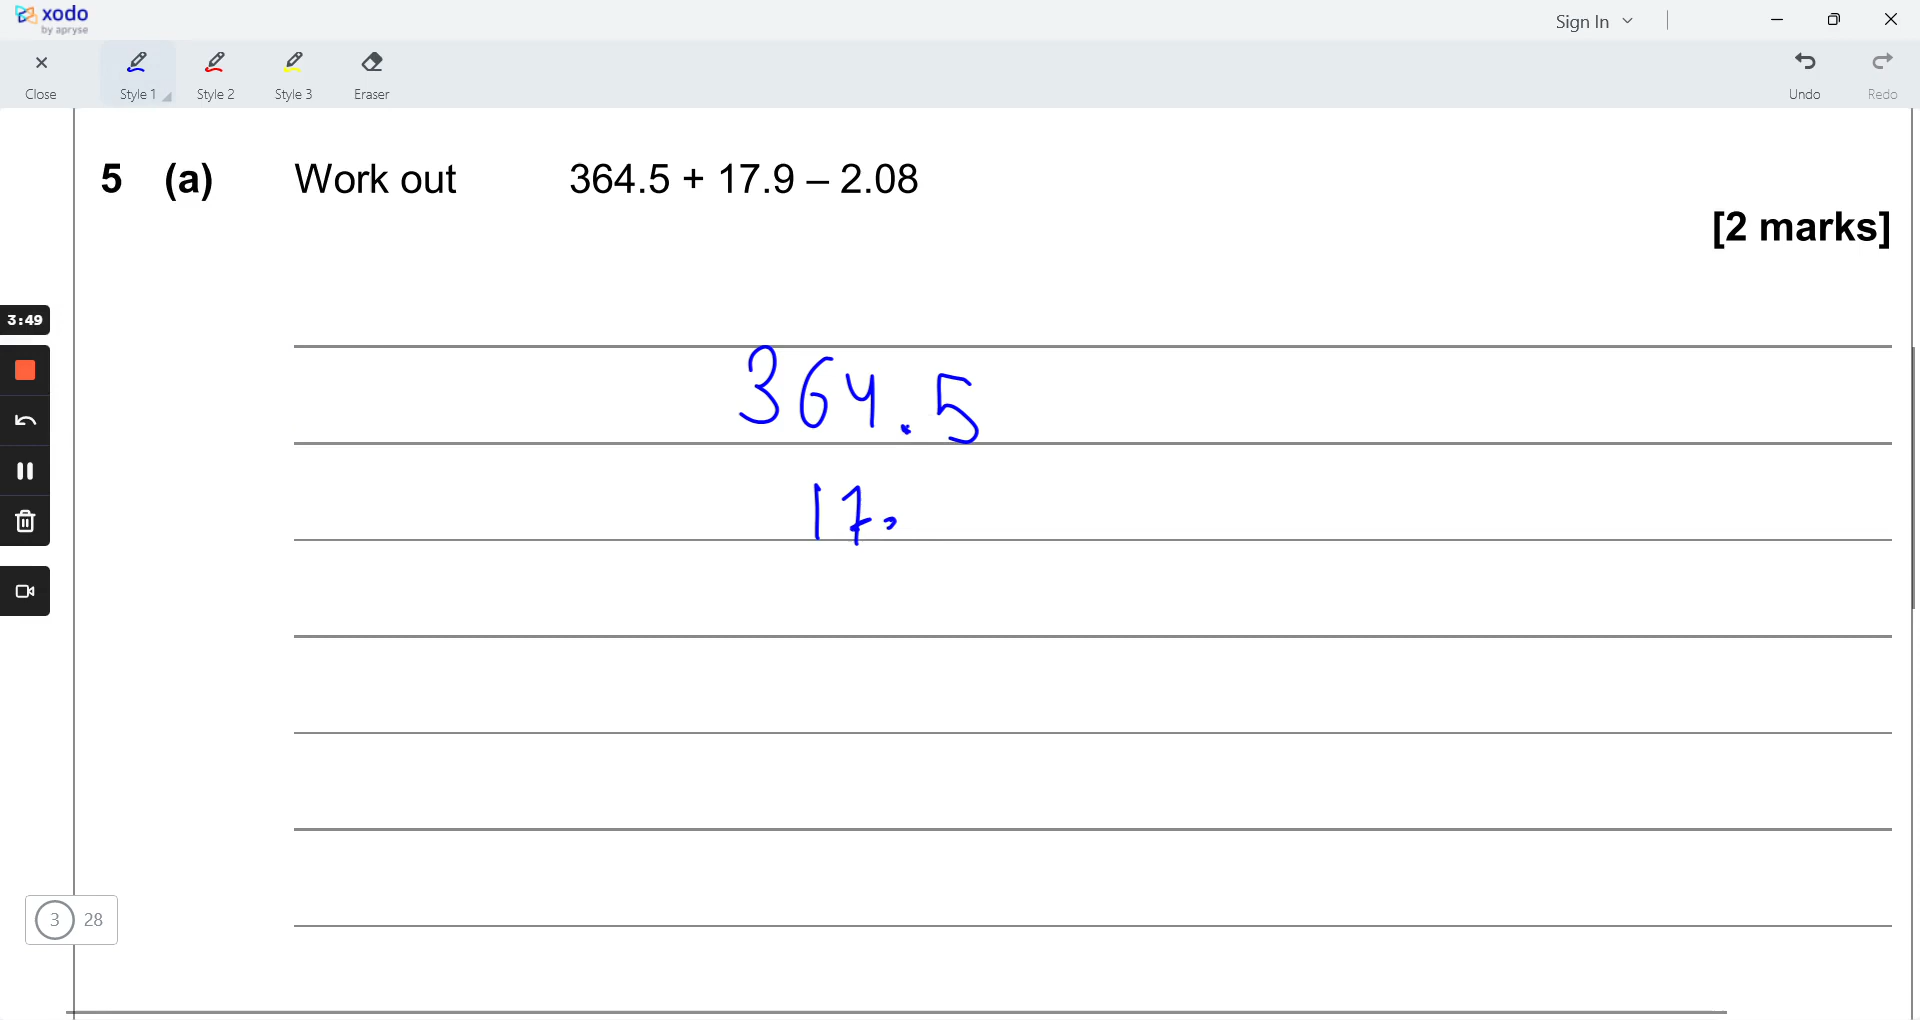 xodo
by apryse
Sign In
Close
Style 1
Style 2
Style 3
Eraser
Undo
Redo
5 (a) Work out 364.5 + 17.9 – 2.08
[2 marks]
3:49
364.5
17.
3 28